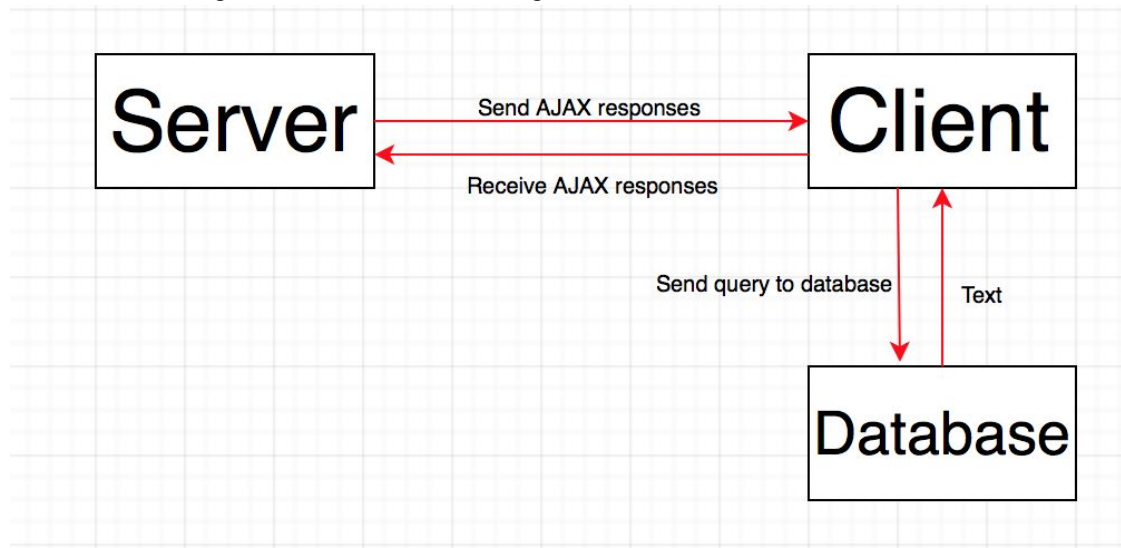 Server
Send AJAX responses
Client
Receive AJAX responses
Send query to database
Text
Database